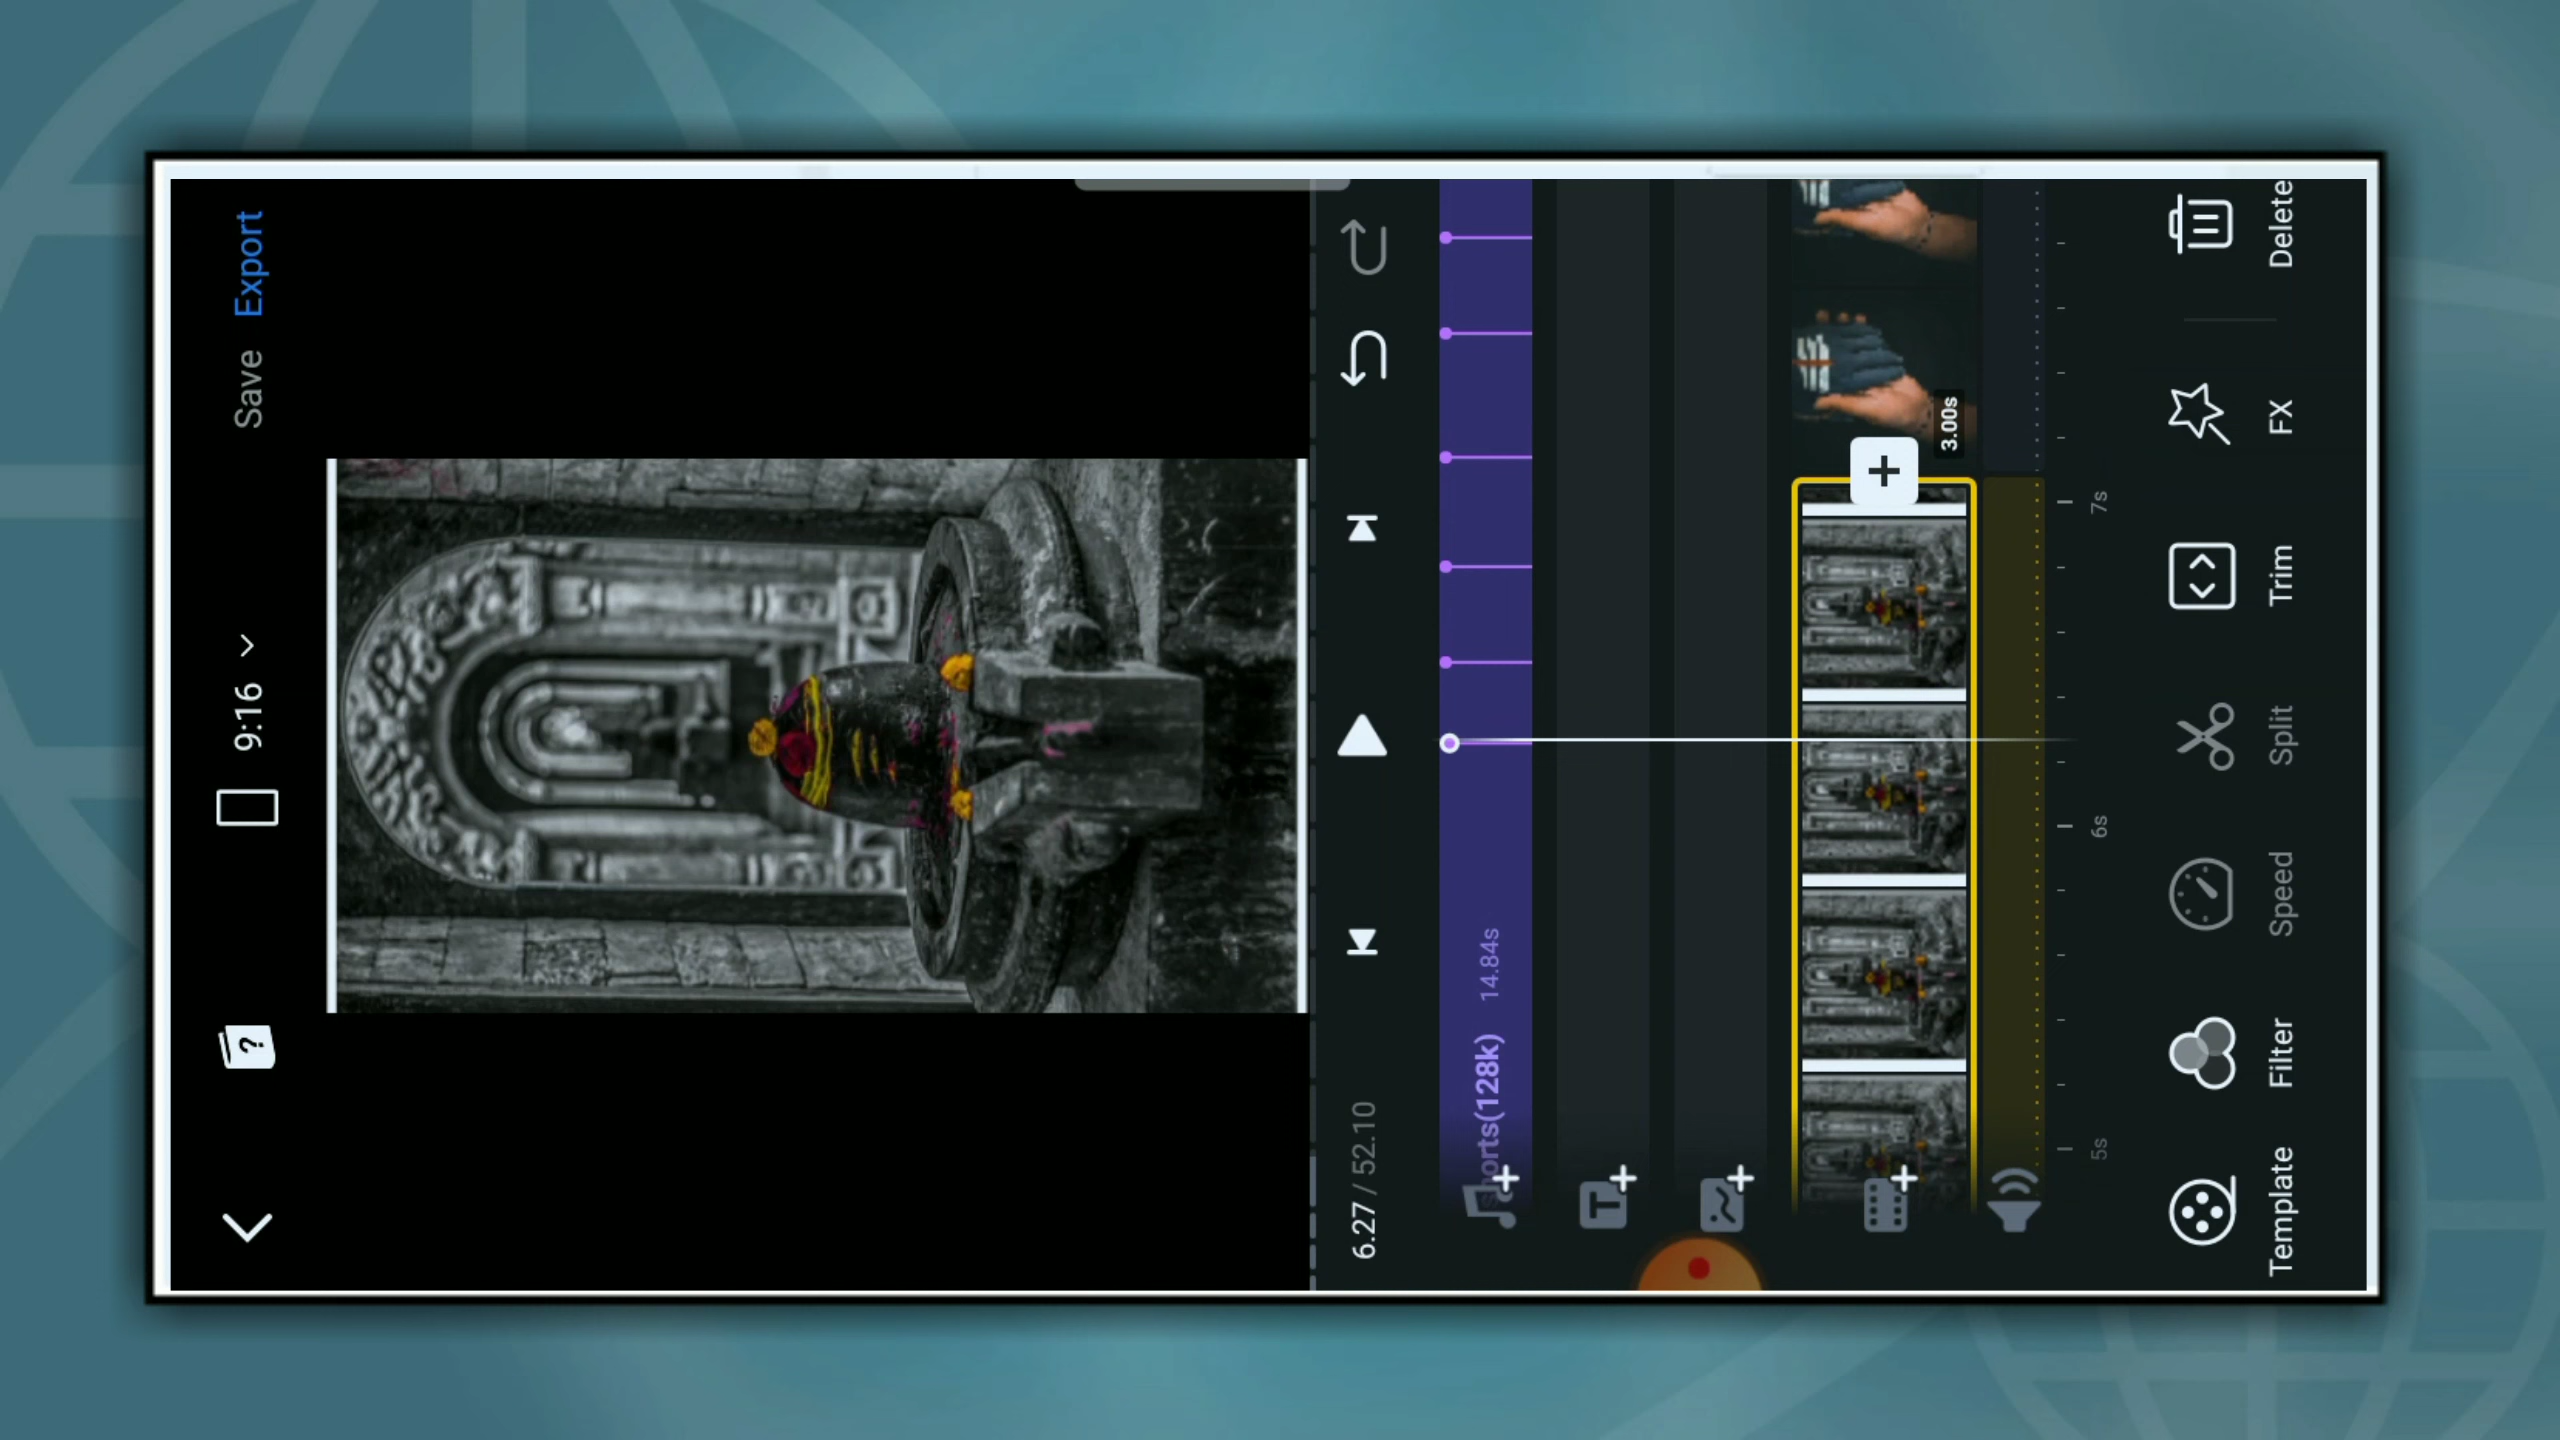 9:16
Save
Export
6.27 / 52.10
orts(128k) 14.84s
3.00s
5s
6s
7s
Template
Filter
Speed
Split
Trim
FX
Delete